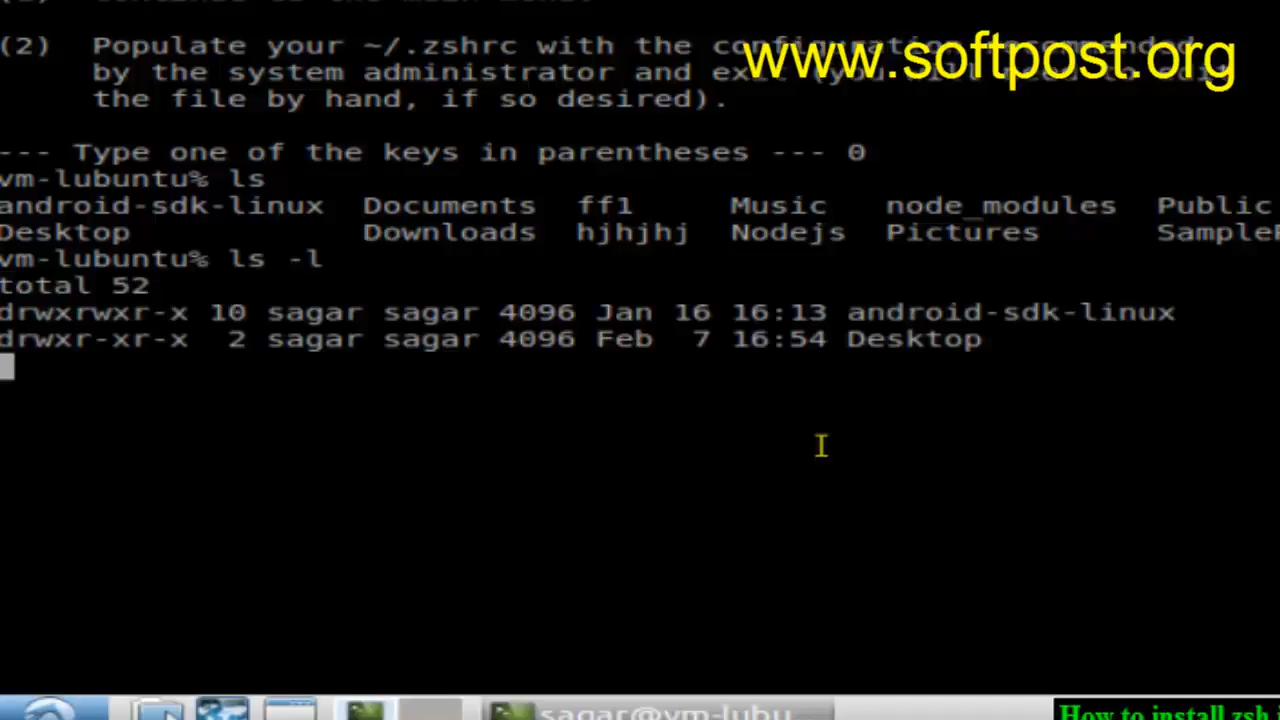 (2) Populate your ~/.zshrc with the
by the system administrator and
the file by hand, if so desired).
www.softpost.org
--- Type one of the keys in parentheses --- 0
vm-lubuntu% ls
android-sdk-linux Documents ff1 Music node_modules Public
Desktop Downloads hjhjhj Nodejs Pictures SampleP
vm-lubuntu% ls -l
total 52
drwxrwxr-x 10 sagar sagar 4096 Jan 16 16:13 android-sdk-linux
drwxr-xr-x 2 sagar sagar 4096 Feb 7 16:54 Desktop
sagar@vm-lubu
How to install zsh